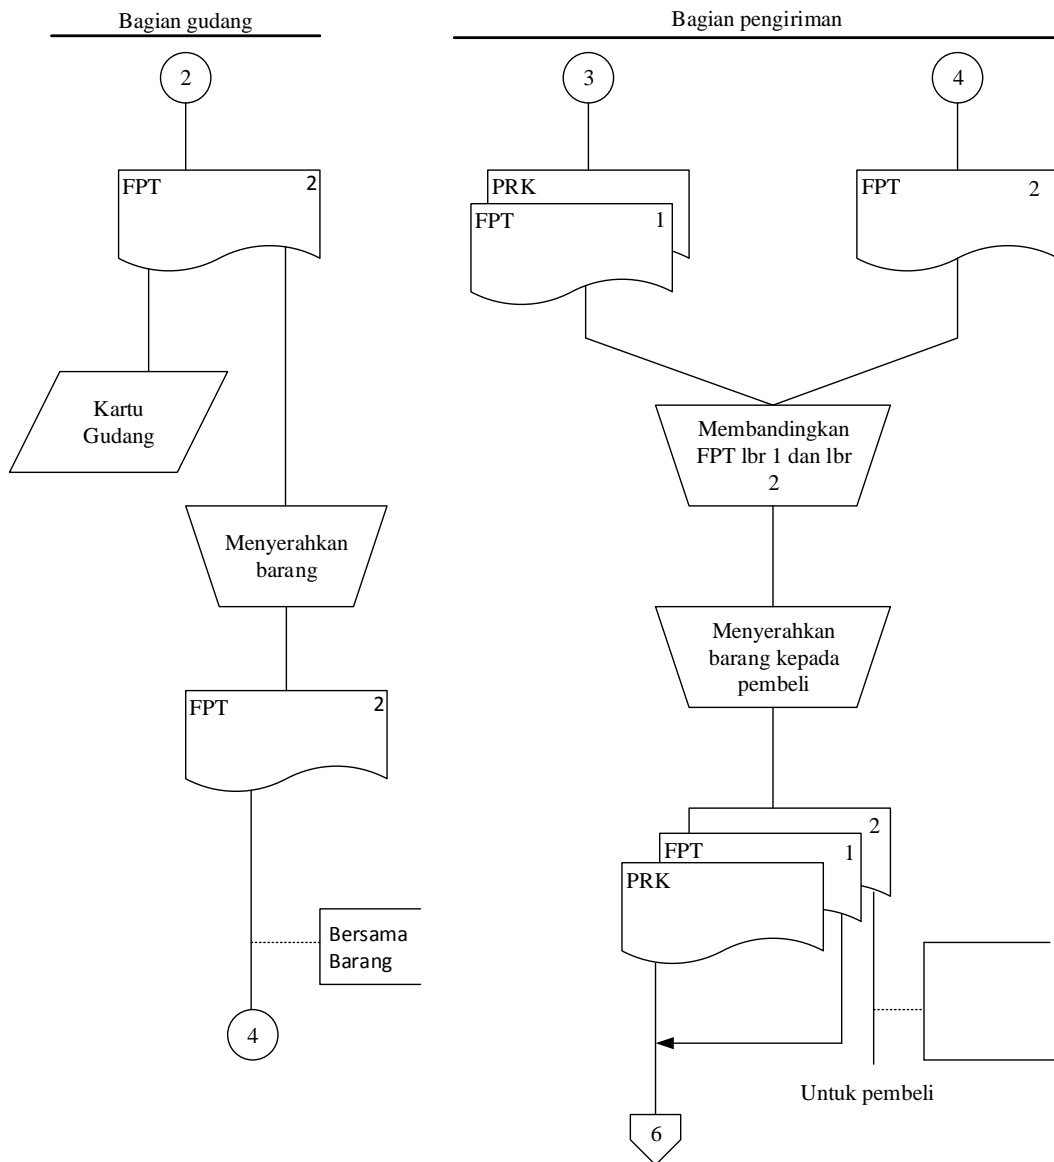 Bagian gudang
2
FPT 2
Kartu
Gudang
Menyerahkan
barang
FPT 2
Bersama
Barang
4
Bagian pengiriman
3
4
PRK
FPT 1
FPT 2
Membandingkan
FPT lbr 1 dan lbr
2
Menyerahkan
barang kepada
pembeli
2
FPT 1
PRK
Untuk pembeli
6